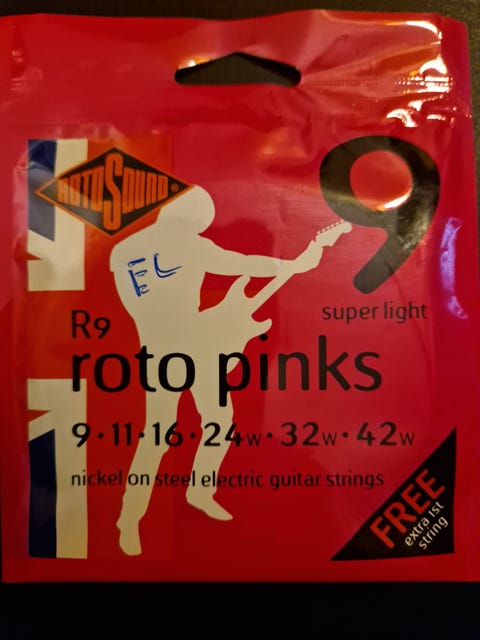 ROTOSOUND®
9
super light
EL
R9
roto pinks
9·11·16·24w·32w·42w
nickel on steel electric guitar strings
FREE
extra 1st
string